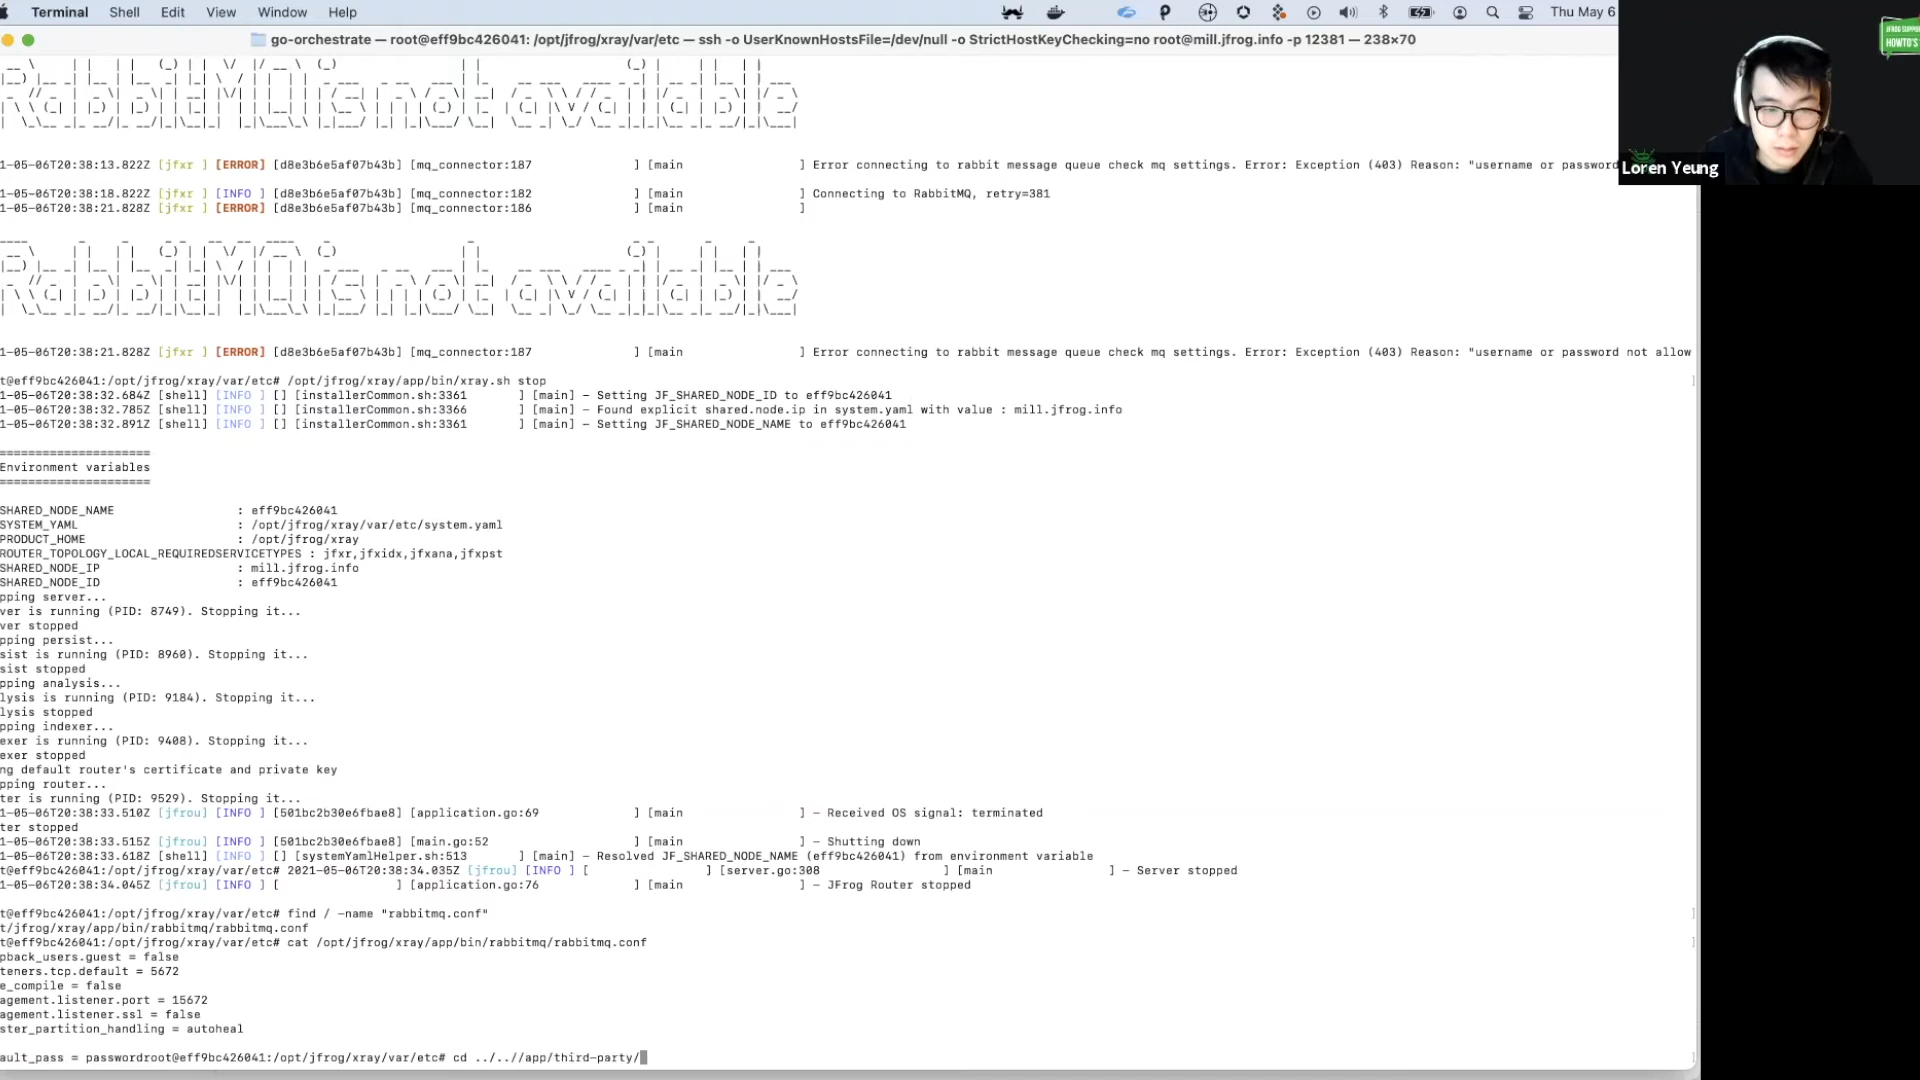 Terminal Shell Edit View Window Help Thu May 6
go-orchestrate — root@eff9bc426041: /opt/jfrog/xray/var/etc — ssh -o UserKnownHostsFile=/dev/null -o StrictHostKeyChecking=no root@mill.jfrog.info -p 12381 — 238×70
JFROG SUPPORT
HOWTO'S
RabbitMQ is not available
1-05-06T20:38:13.822Z [jfxr ] [ERROR] [d8e3b6e5af07b43b] [mq_connector:187 ] [main ] Error connecting to rabbit message queue check mq settings. Error: Exception (403) Reason: "username or password
Loren Yeung
1-05-06T20:38:18.822Z [jfxr ] [INFO ] [d8e3b6e5af07b43b] [mq_connector:182 ] [main ] Connecting to RabbitMQ, retry=381
1-05-06T20:38:21.828Z [jfxr ] [ERROR] [d8e3b6e5af07b43b] [mq_connector:186 ] [main ]
RabbitMQ is not available
1-05-06T20:38:21.828Z [jfxr ] [ERROR] [d8e3b6e5af07b43b] [mq_connector:187 ] [main ] Error connecting to rabbit message queue check mq settings. Error: Exception (403) Reason: "username or password not allow
t@eff9bc426041:/opt/jfrog/xray/var/etc# /opt/jfrog/xray/app/bin/xray.sh stop ]
1-05-06T20:38:32.684Z [shell] [INFO ] [] [installerCommon.sh:3361 ] [main] – Setting JF_SHARED_NODE_ID to eff9bc426041
1-05-06T20:38:32.785Z [shell] [INFO ] [] [installerCommon.sh:3366 ] [main] – Found explicit shared.node.ip in system.yaml with value : mill.jfrog.info
1-05-06T20:38:32.891Z [shell] [INFO ] [] [installerCommon.sh:3361 ] [main] – Setting JF_SHARED_NODE_NAME to eff9bc426041
=====================
Environment variables
=====================
SHARED_NODE_NAME : eff9bc426041
SYSTEM_YAML : /opt/jfrog/xray/var/etc/system.yaml
PRODUCT_HOME : /opt/jfrog/xray
ROUTER_TOPOLOGY_LOCAL_REQUIREDSERVICETYPES : jfxr,jfxidx,jfxana,jfxpst
SHARED_NODE_IP : mill.jfrog.info
SHARED_NODE_ID : eff9bc426041
pping server...
ver is running (PID: 8749). Stopping it...
ver stopped
pping persist...
sist is running (PID: 8960). Stopping it...
sist stopped
pping analysis...
lysis is running (PID: 9184). Stopping it...
lysis stopped
pping indexer...
exer is running (PID: 9408). Stopping it...
exer stopped
ng default router's certificate and private key
pping router...
ter is running (PID: 9529). Stopping it...
1-05-06T20:38:33.510Z [jfrou] [INFO ] [501bc2b30e6fbae8] [application.go:69 ] [main ] – Received OS signal: terminated
ter stopped
1-05-06T20:38:33.515Z [jfrou] [INFO ] [501bc2b30e6fbae8] [main.go:52 ] [main ] – Shutting down
1-05-06T20:38:33.618Z [shell] [INFO ] [] [systemYamlHelper.sh:513 ] [main] – Resolved JF_SHARED_NODE_NAME (eff9bc426041) from environment variable
t@eff9bc426041:/opt/jfrog/xray/var/etc# 2021-05-06T20:38:34.035Z [jfrou] [INFO ] [ ] [server.go:308 ] [main ] – Server stopped
1-05-06T20:38:34.045Z [jfrou] [INFO ] [ ] [application.go:76 ] [main ] – JFrog Router stopped
t@eff9bc426041:/opt/jfrog/xray/var/etc# find / –name "rabbitmq.conf" ]
t/jfrog/xray/app/bin/rabbitmq/rabbitmq.conf
t@eff9bc426041:/opt/jfrog/xray/var/etc# cat /opt/jfrog/xray/app/bin/rabbitmq/rabbitmq.conf ]
pback_users.guest = false
teners.tcp.default = 5672
e_compile = false
agement.listener.port = 15672
agement.listener.ssl = false
ster_partition_handling = autoheal
ault_pass = passwordroot@eff9bc426041:/opt/jfrog/xray/var/etc# cd ../..//app/third-party/ ]